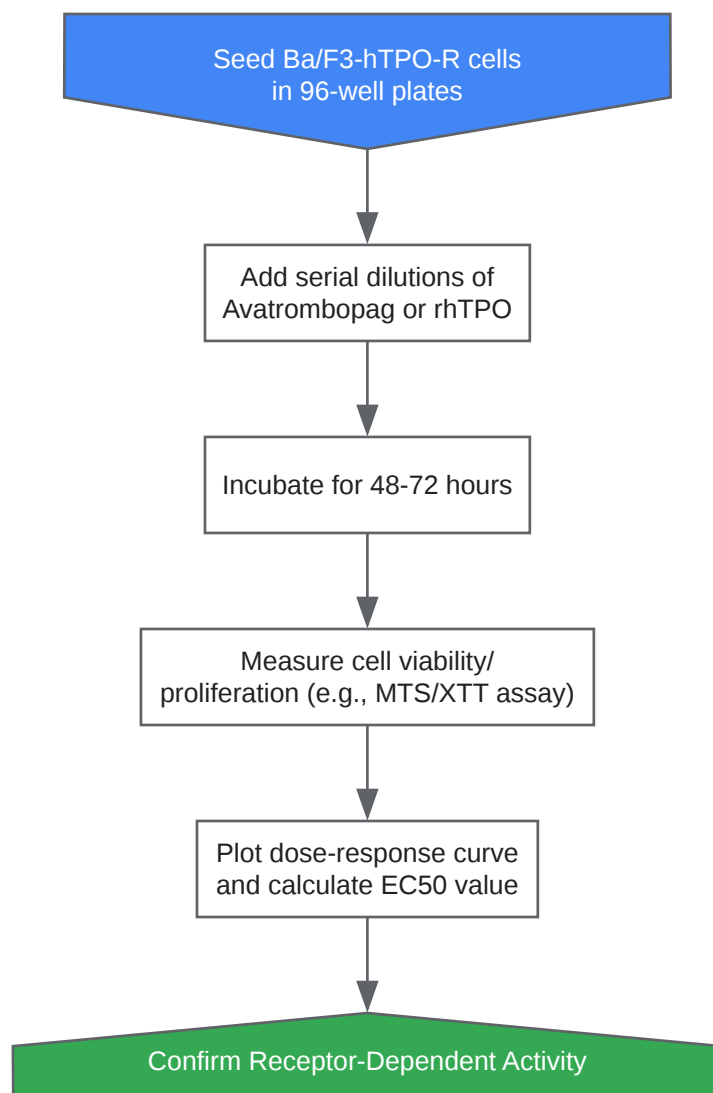 Seed Ba/F3-hTPO-R cells
in 96-well plates
Add serial dilutions of
Avatrombopag or rhTPO
Incubate for 48-72 hours
Measure cell viability/
proliferation (e.g., MTS/XTT assay)
Plot dose-response curve
and calculate EC50 value
Confirm Receptor-Dependent Activity